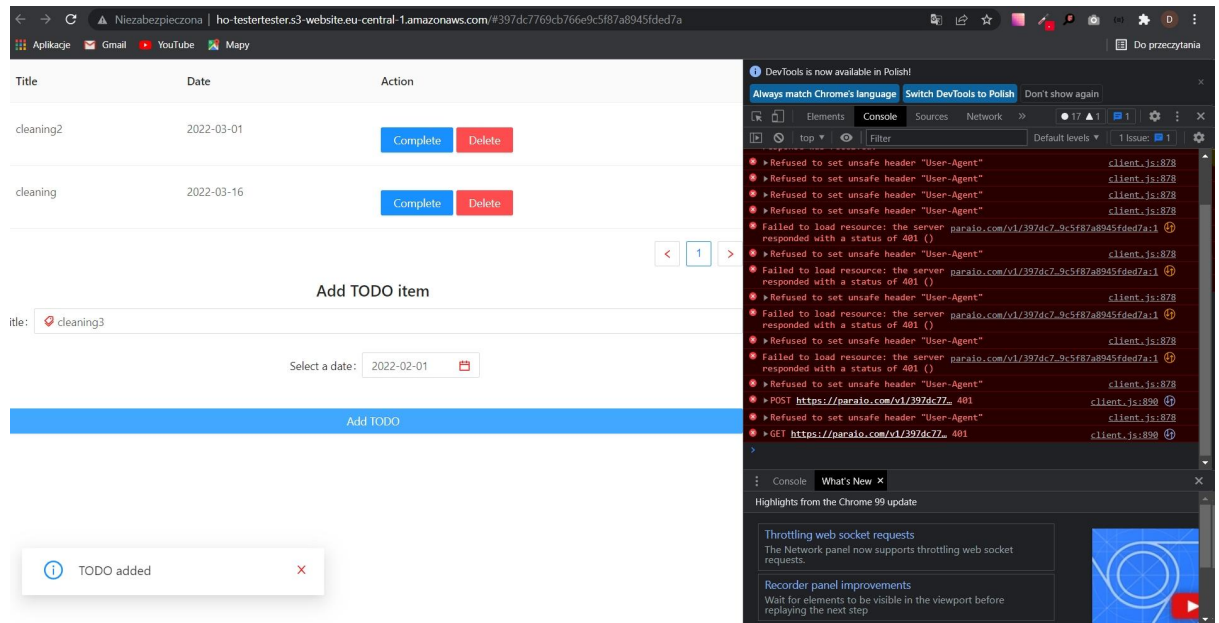 Niezabezpieczona | ho-testertester.s3-website.eu-central-1.amazonaws.com/#397dc7769cb766e9c5f87a8945fded7a
D
Aplikacje Gmail YouTube Mapy Do przeczytania
Title Date Action
cleaning2 2022-03-01 Complete Delete
cleaning 2022-03-16 Complete Delete
< 1 >
Add TODO item
itle: cleaning3
Select a date: 2022-02-01
Add TODO
TODO added
DevTools is now available in Polish!
Always match Chrome's language Switch DevTools to Polish Don't show again
Elements Console Sources Network » 17 1 1
top ▼ Filter Default levels ▼ 1 Issue: 1
Refused to set unsafe header "User-Agent" client.js:878
Refused to set unsafe header "User-Agent" client.js:878
Refused to set unsafe header "User-Agent" client.js:878
Refused to set unsafe header "User-Agent" client.js:878
Failed to load resource: the server paraio.com/v1/397dc7…9c5f87a8945fded7a:1
responded with a status of 401 ()
Refused to set unsafe header "User-Agent" client.js:878
Failed to load resource: the server paraio.com/v1/397dc7…9c5f87a8945fded7a:1
responded with a status of 401 ()
Refused to set unsafe header "User-Agent" client.js:878
Failed to load resource: the server paraio.com/v1/397dc7…9c5f87a8945fded7a:1
responded with a status of 401 ()
Refused to set unsafe header "User-Agent" client.js:878
Failed to load resource: the server paraio.com/v1/397dc7…9c5f87a8945fded7a:1
responded with a status of 401 ()
Refused to set unsafe header "User-Agent" client.js:878
POST https://paraio.com/v1/397dc77… 401 client.js:890
Refused to set unsafe header "User-Agent" client.js:878
GET https://paraio.com/v1/397dc77… 401 client.js:890
Console What's New ×
Highlights from the Chrome 99 update
Throttling web socket requests
The Network panel now supports throttling web socket
requests.
Recorder panel improvements
Wait for elements to be visible in the viewport before
replaying the next step